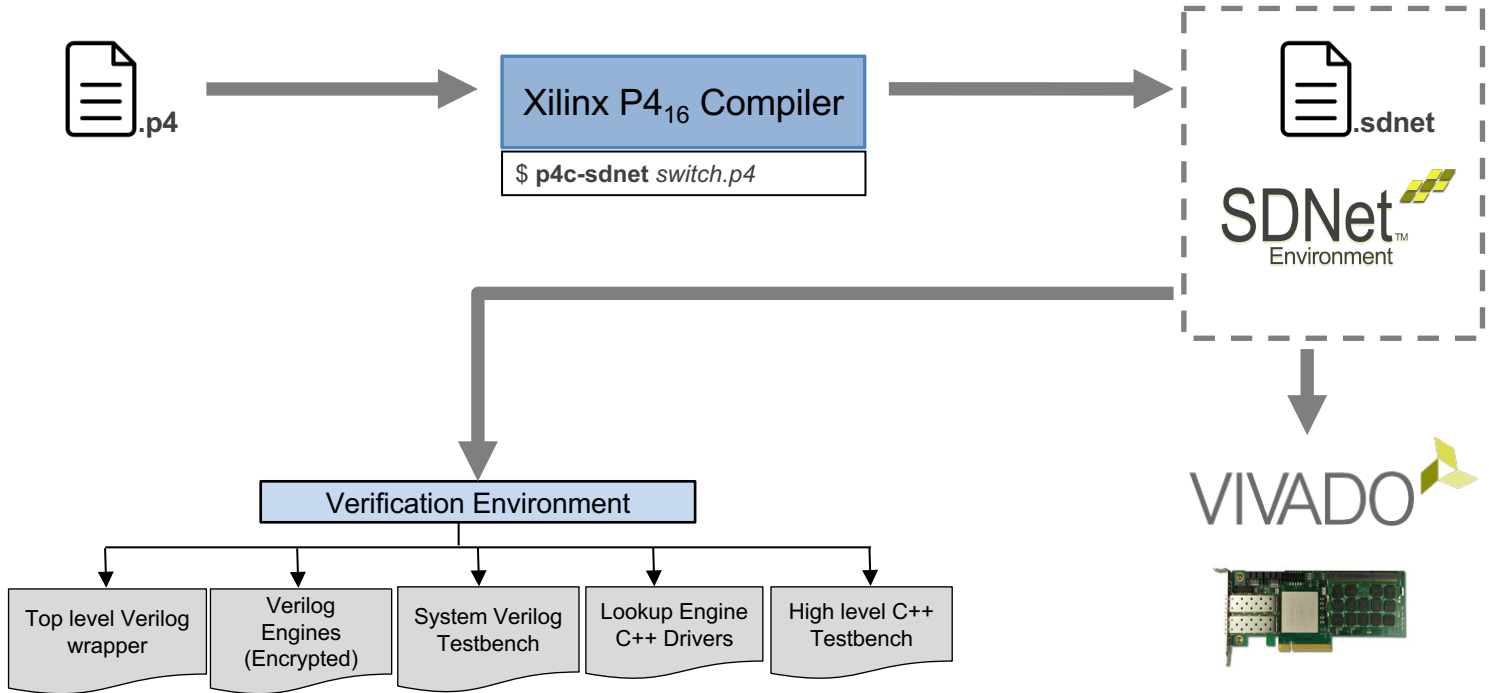 .p4
Xilinx P4₁₆ Compiler
$ p4c-sdnet switch.p4
.sdnet
SDNet™
Environment
Verification Environment
Top level Verilog
wrapper
Verilog
Engines
(Encrypted)
System Verilog
Testbench
Lookup Engine
C++ Drivers
High level C++
Testbench
VIVADO